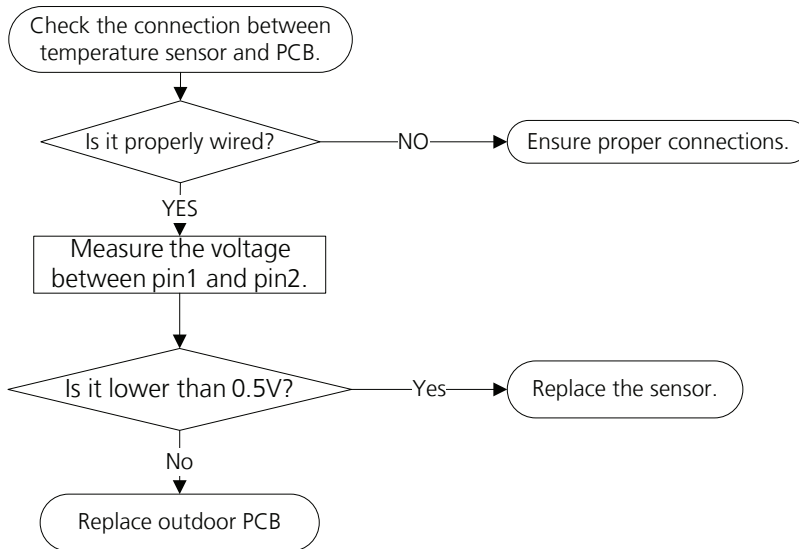 Check the connection between
temperature sensor and PCB.
Is it properly wired?
NO
Ensure proper connections.
YES
Measure the voltage
between pin1 and pin2.
Is it lower than 0.5V?
Yes
Replace the sensor.
No
Replace outdoor PCB